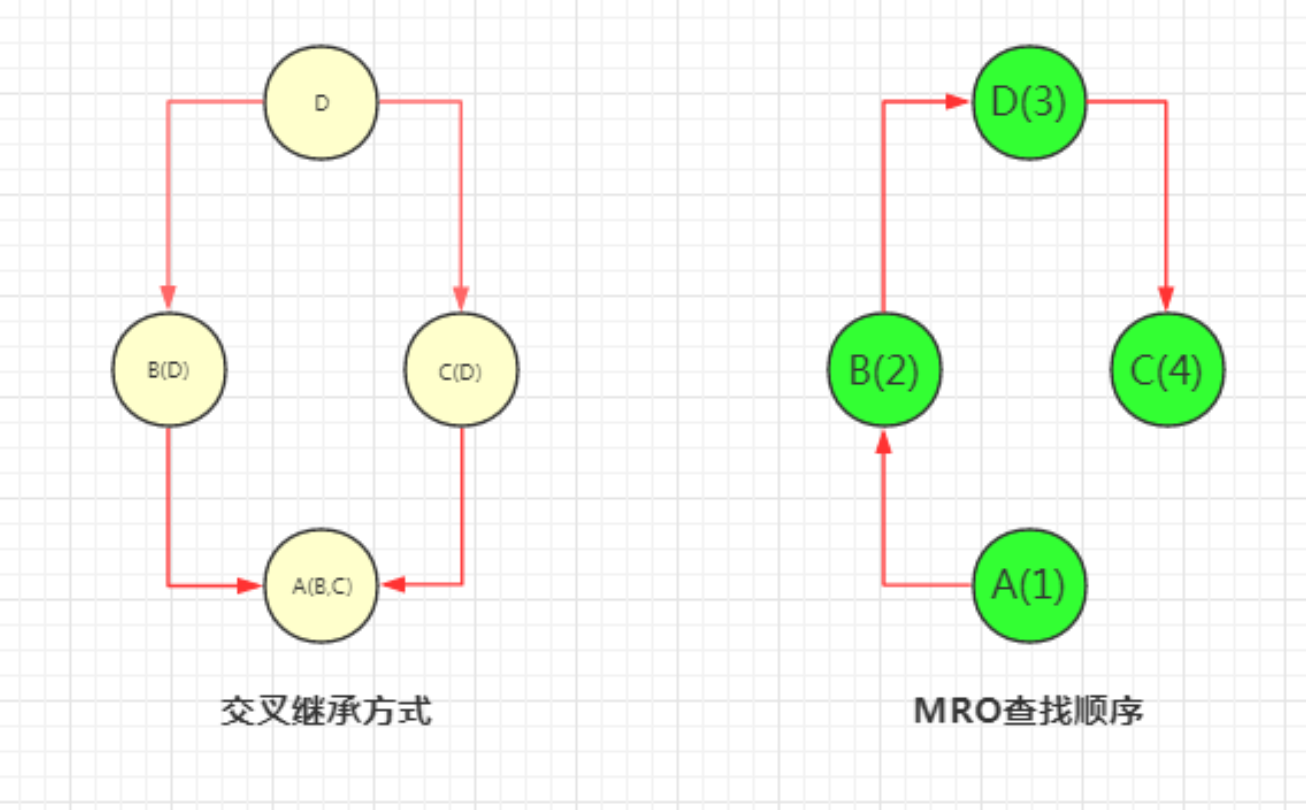 D
D(3)
B(D)
C(D)
B(2)
C(4)
A(B,C)
A(1)
交叉继承方式
MRO查找顺序